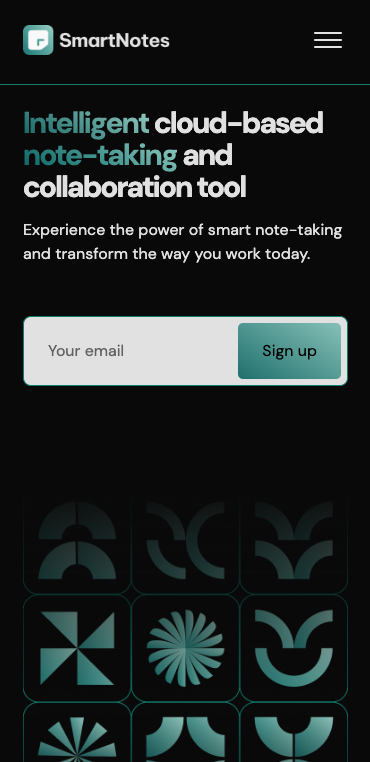 SmartNotes
Intelligent cloud-based
note-taking and
collaboration tool
Experience the power of smart note-taking
and transform the way you work today.
Your email
Sign up